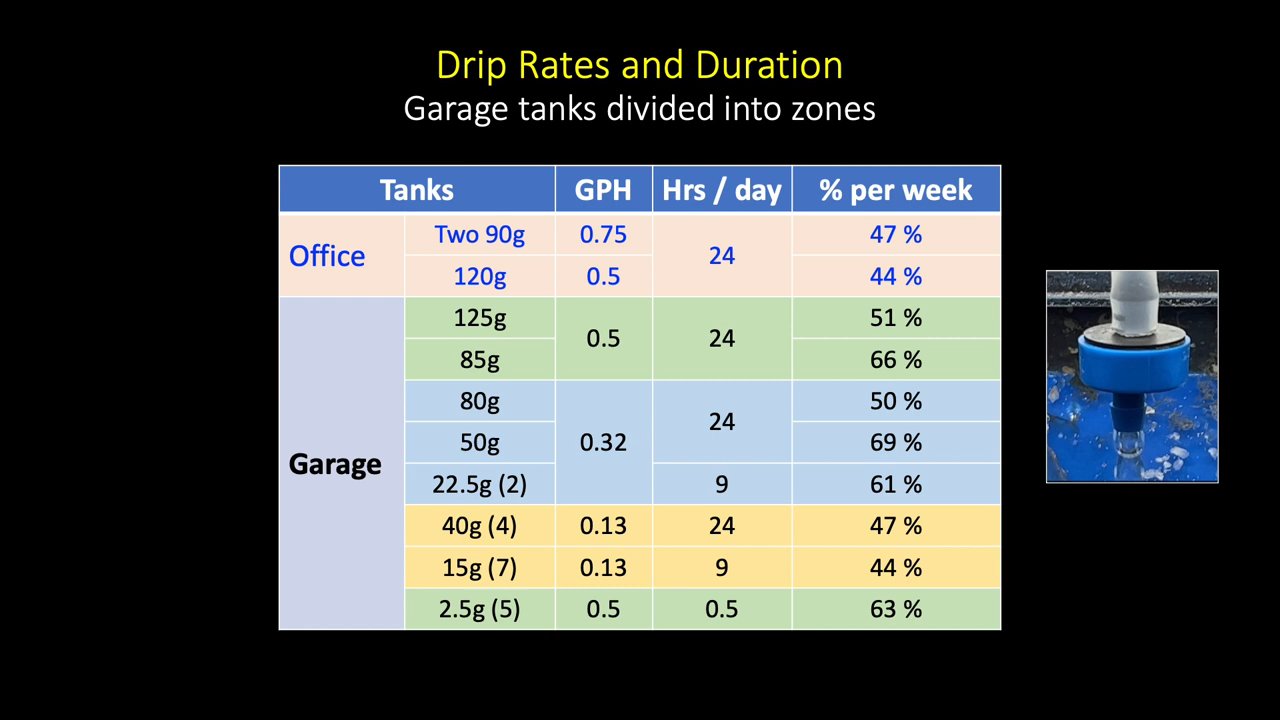 Drip Rates and Duration
Garage tanks divided into zones
Tanks GPH Hrs / day % per week
Office Two 90g 0.75 24 47 %
120g 0.5 44 %
Garage 125g 0.5 24 51 %
85g 66 %
80g 0.32 24 50 %
50g 69 %
22.5g (2) 9 61 %
40g (4) 0.13 24 47 %
15g (7) 0.13 9 44 %
2.5g (5) 0.5 0.5 63 %